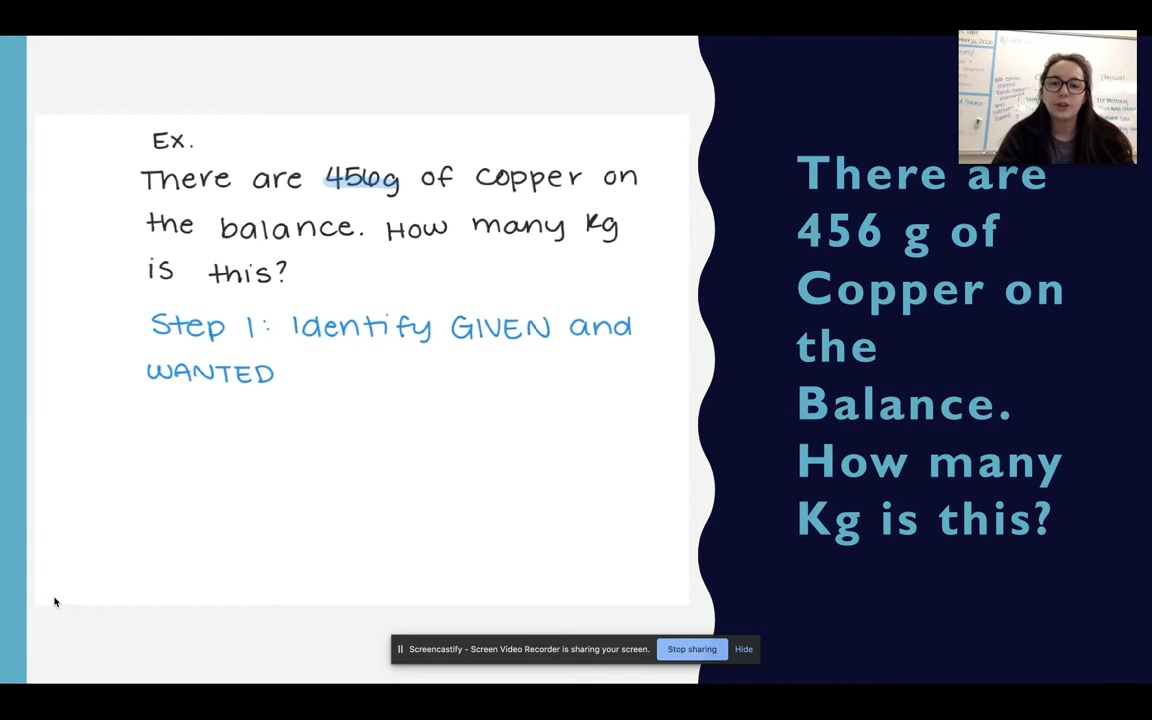 Ex.
There are 456g of copper on
the balance. How many kg
is this?
Step 1: Identify GIVEN and
WANTED
There are
456 g of
Copper on
the
Balance.
How many
Kg is this?
Screencastify - Screen Video Recorder is sharing your screen. Stop sharing Hide